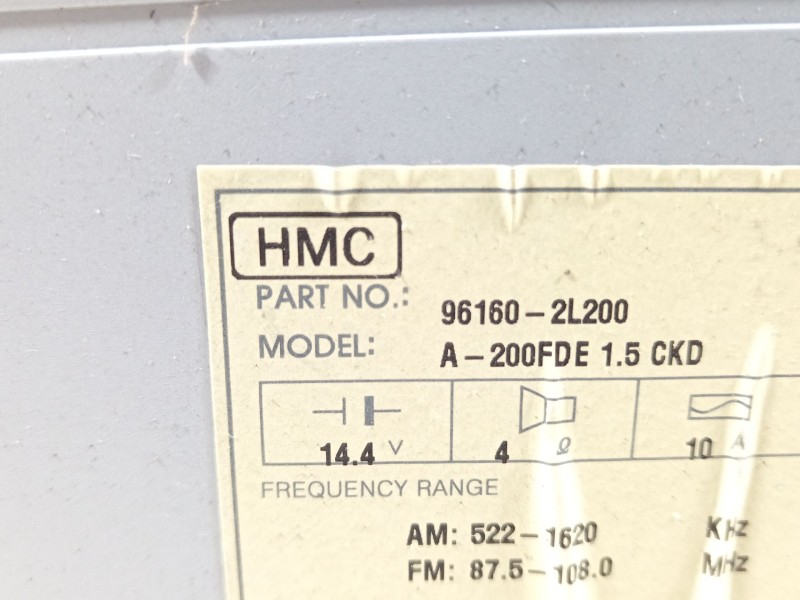 HMC
PART NO.: 96160-2L200
MODEL: A-200FDE 1.5 CKD
14.4 V 4 Ω 10 A
FREQUENCY RANGE
AM: 522-1620 KHz
FM: 87.5-108.0 MHz